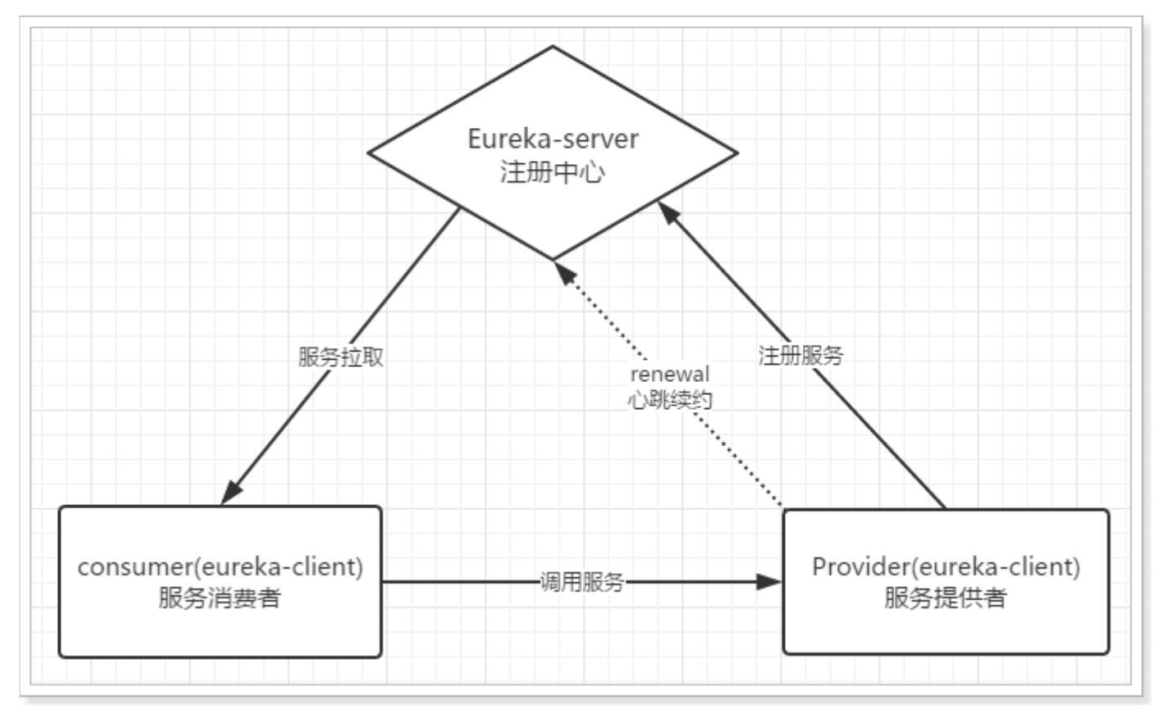 Eureka-server
注册中心
服务拉取
注册服务
renewal
心跳续约
consumer(eureka-client)
服务消费者
调用服务
Provider(eureka-client)
服务提供者